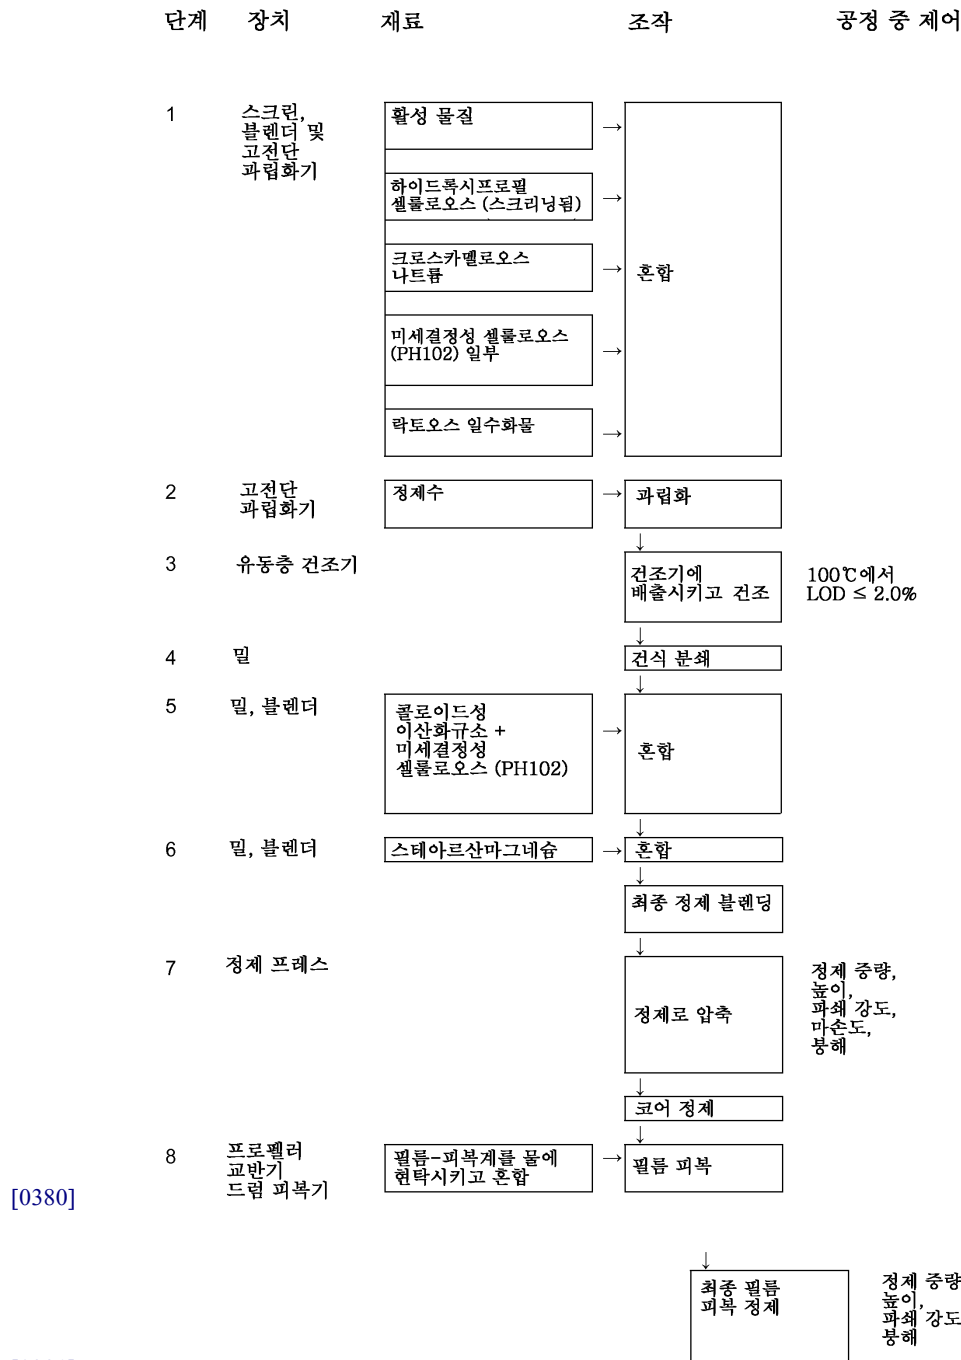 단계 장치 재료 조작 공정 중 제어
1
스크린,
블렌더 및
고전단
과립화기
활성 물질
→
하이드록시프로필
셀룰로오스 (스크리닝됨)
→
크로스카멜로오스
나트륨
→
혼합
미세결정성 셀룰로오스
(PH102) 일부
→
락토오스 일수화물
→
2
고전단
과립화기
정제수
→
과립화
↓
3
유동층 건조기
건조기에
배출시키고 건조
100℃에서
LOD ≤ 2.0%
↓
4
밀
건식 분쇄
↓
5
밀, 블렌더
콜로이드성
이산화규소 +
미세결정성
셀룰로오스 (PH102)
→
혼합
↓
6
밀, 블렌더
스테아르산마그네슘
→
혼합
↓
최종 정제 블렌딩
↓
7
정제 프레스
정제로 압축
정제 중량,
높이,
파쇄 강도,
마손도,
붕해
↓
코어 정제
↓
8
프로펠러
교반기
드럼 피복기
필름-피복계를 물에
현탁시키고 혼합
→
필름 피복
[0380]
↓
최종 필름
피복 정제
정제 중량
높이,
파쇄 강도
붕해